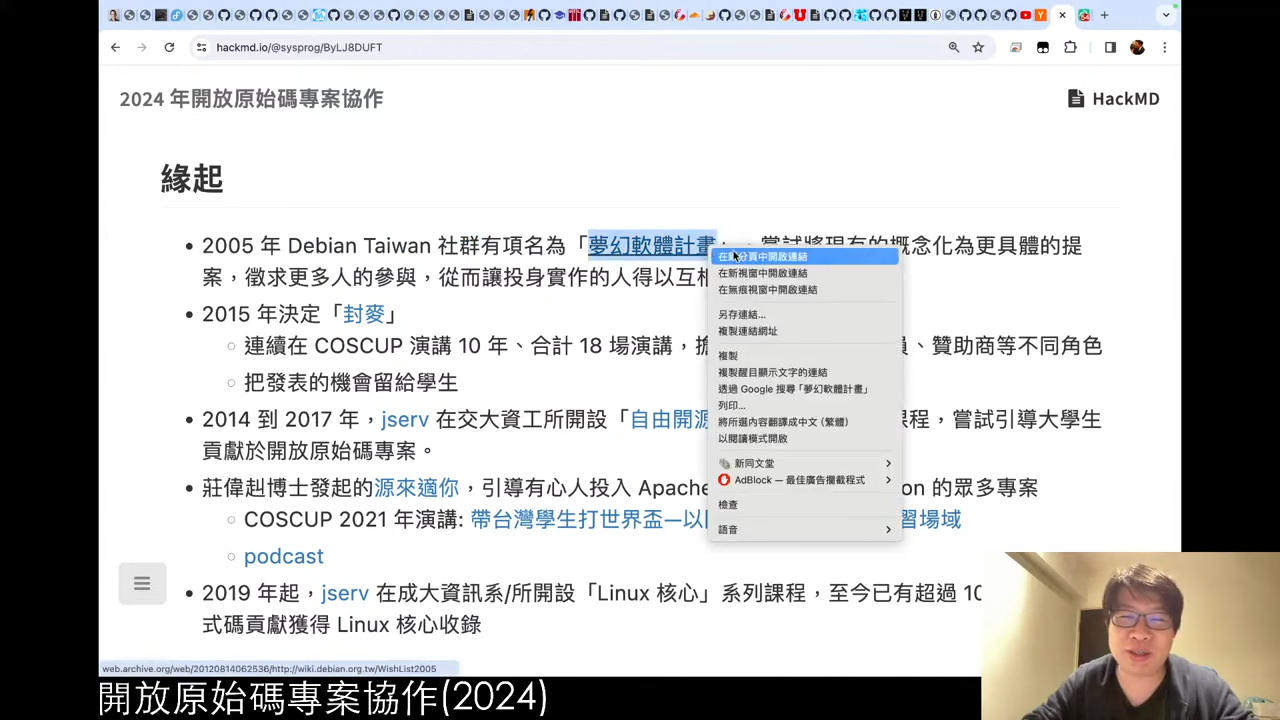 hackmd.io/@sysprog/ByLJ8DUFT
2024 年開放原始碼專案協作
HackMD
緣起
2005 年 Debian Taiwan 社群有項名為「夢幻軟體計畫」
的概念化為更具體的提
案，徵求更多人的參與，從而讓投身實作的人得以互相
2015 年決定「封麥」
連續在 COSCUP 演講 10 年、合計 18 場演講，擔
、贊助商等不同角色
把發表的機會留給學生
2014 到 2017 年，jserv 在交大資工所開設「自由開源
課程，嘗試引導大學生
貢獻於開放原始碼專案。
莊偉赳博士發起的源來適你，引導有心人投入 Apache
on 的眾多專案
COSCUP 2021 年演講: 帶台灣學生打世界盃—以
習場域
podcast
2019 年起，jserv 在成大資訊系/所開設「Linux 核心」系列課程，至今已有超過 10
式碼貢獻獲得 Linux 核心收錄
在新分頁中開啟連結
在新視窗中開啟連結
在無痕視窗中開啟連結
另存連結...
複製連結網址
複製
複製醒目顯示文字的連結
透過 Google 搜尋「夢幻軟體計畫」
列印...
將所選內容翻譯成中文 (繁體)
以閱讀模式開啟
新同文堂
AdBlock — 最佳廣告攔截程式
檢查
語音
web.archive.org/web/20120814062536/http://wiki.debian.org.tw/WishList2005
開放原始碼專案協作(2024)